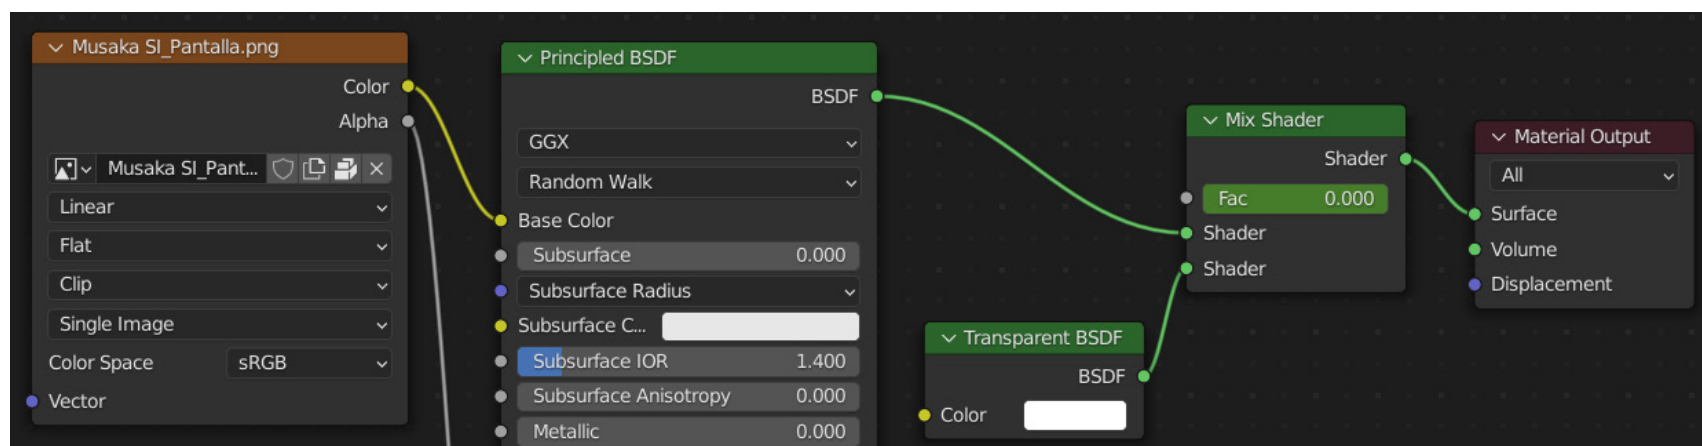 Musaka SI_Pantalla.png
Color
Alpha
Musaka SI_Pant...
Linear
Flat
Clip
Single Image
Color Space sRGB
Vector
Principled BSDF
BSDF
GGX
Random Walk
Base Color
Subsurface 0.000
Subsurface Radius
Subsurface C...
Subsurface IOR 1.400
Subsurface Anisotropy 0.000
Metallic 0.000
Transparent BSDF
BSDF
Color
Mix Shader
Shader
Fac 0.000
Shader
Shader
Material Output
All
Surface
Volume
Displacement